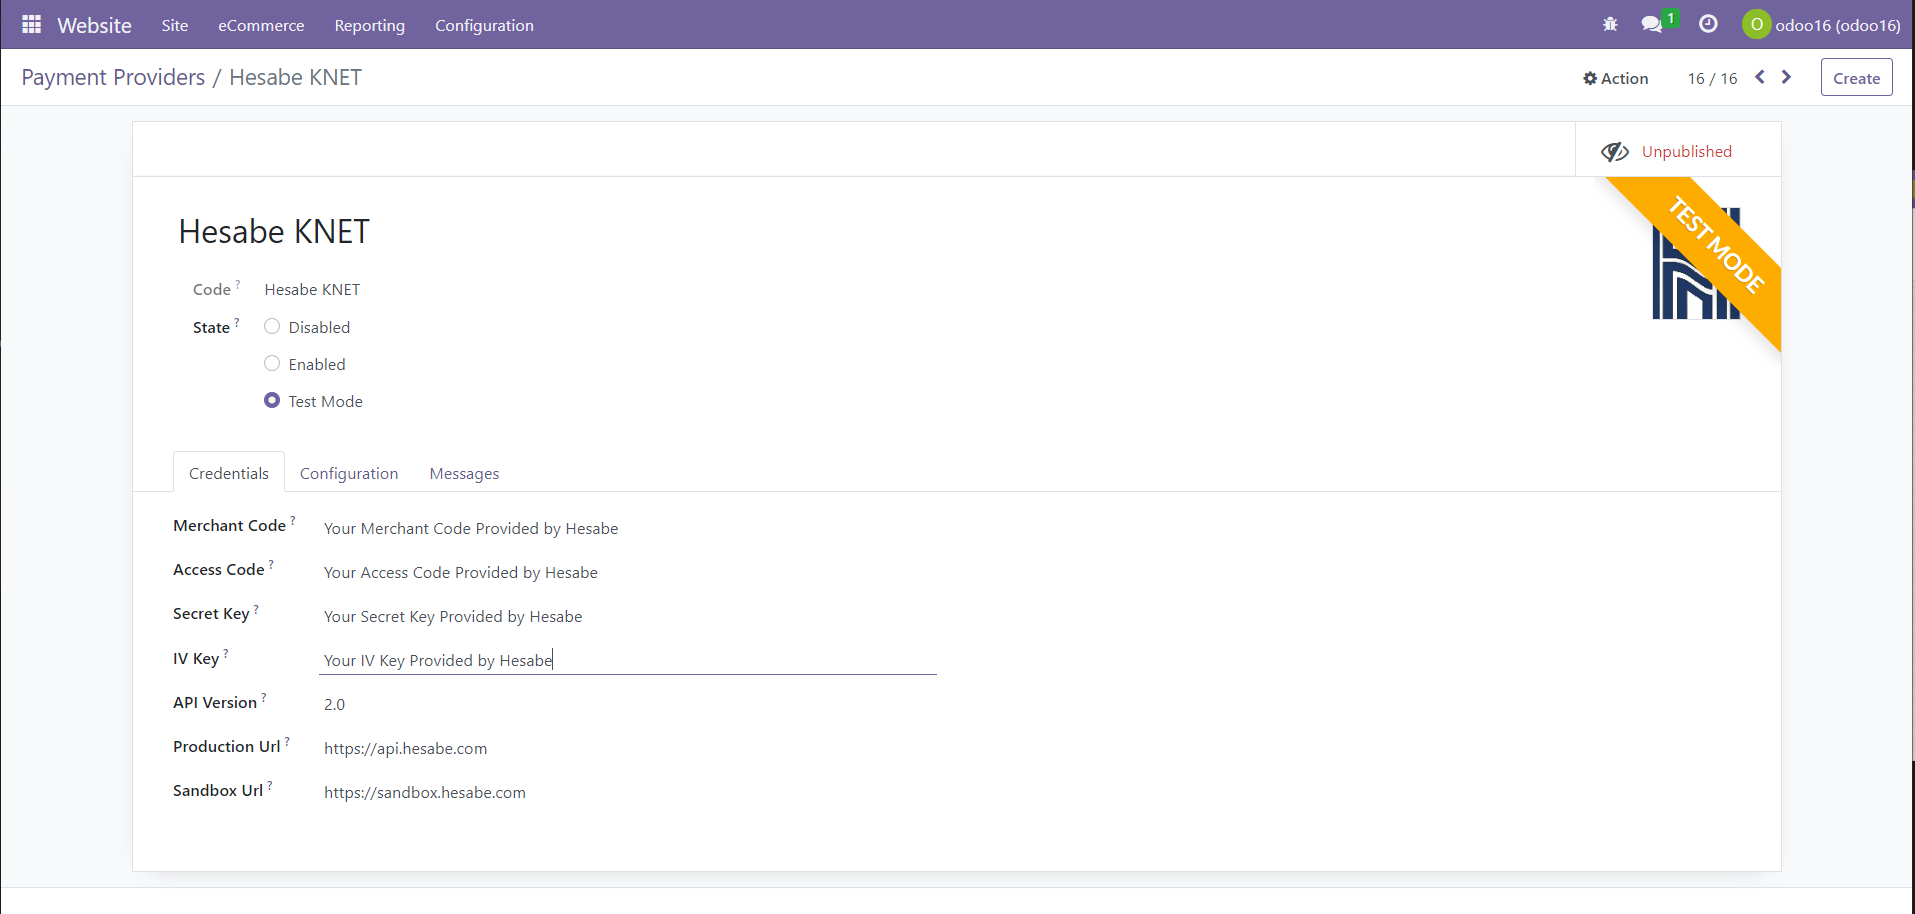 Website Site eCommerce Reporting Configuration 1 O odoo16 (odoo16)
Payment Providers / Hesabe KNET Action 16 / 16 Create
Unpublished
TEST MODE
Hesabe KNET
Code ? Hesabe KNET
State ? Disabled
Enabled
Test Mode
Credentials Configuration Messages
Merchant Code ? Your Merchant Code Provided by Hesabe
Access Code ? Your Access Code Provided by Hesabe
Secret Key ? Your Secret Key Provided by Hesabe
IV Key ? Your IV Key Provided by Hesabe
API Version ? 2.0
Production Url ? https://api.hesabe.com
Sandbox Url ? https://sandbox.hesabe.com